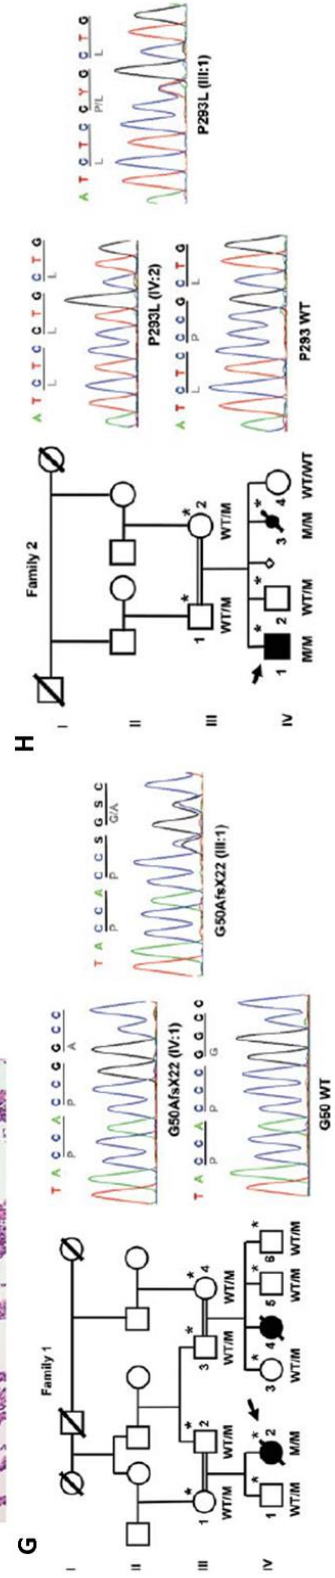 G
Family 1
I
II
III
IV
1
2
3
4
WT/M
WT/M
WT/M
WT/M
1
2
3
4
5
6
WT/M
M/M
WT/M
WT/M
WT/M
T A C C A C C G G C C
P P A
G50AfsX22 (IV:1)
T A C C A C C C G G C C
P P G
G50 WT
T A C C A C C S G S C
P P G/A
G50AfsX22 (III:1)
H
Family 2
I
II
III
IV
1
2
WT/M
WT/M
1
2
3
4
M/M
WT/M
M/M
WT/WT
A T C T C C T G C T G
L L L
P293L (IV:2)
A T C T C C C G C T G
L P L
P293 WT
A T C T C C Y G C T G
L P/L L
P293L (III:1)